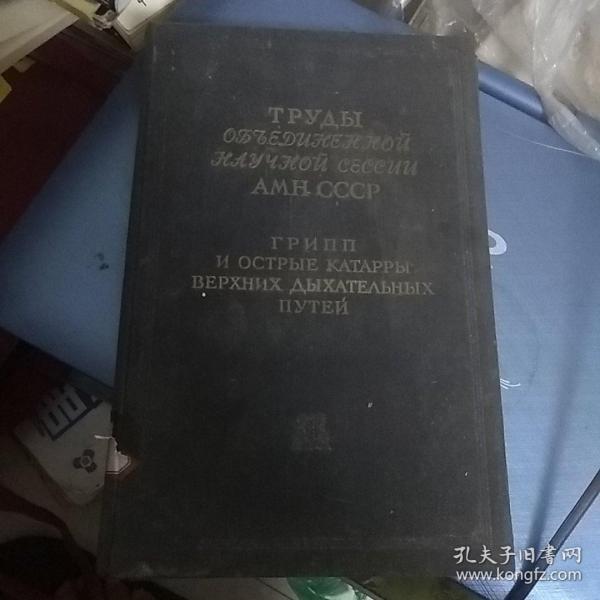 ТРУДЫ
ОБЪЕДИНЕННОЙ
НАУЧНОЙ СЕССИИ
АМН СССР
ГРИПП
И ОСТРЫЕ КАТАРРЫ
ВЕРХНИХ ДЫХАТЕЛЬНЫХ
ПУТЕЙ
孔夫子旧书网
www.kongfz.com